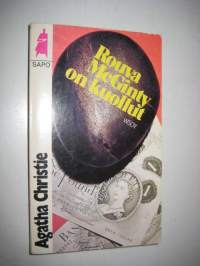 SAPO
Rouva
McGinty
on kuollut
WSOY
Agatha Christie